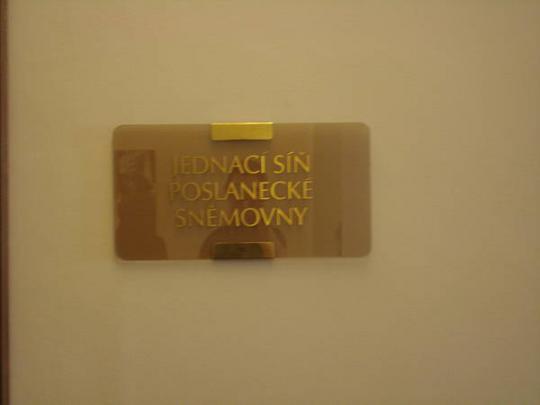 JEDNACÍ SÍŇ
POSLANECKÉ
SNĚMOVNY